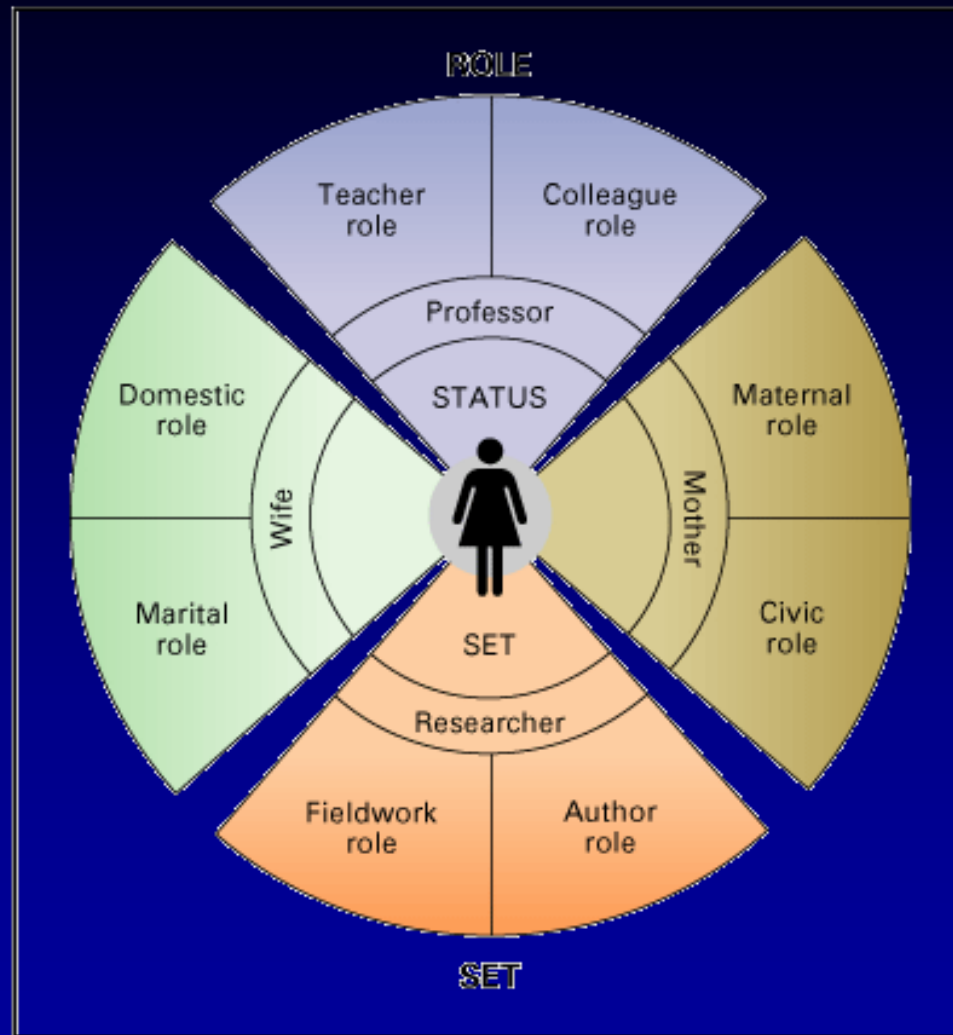 ROLE
Teacher
role
Colleague
role
Professor
STATUS
Domestic
role
Wife
Marital
role
Maternal
role
Mother
Civic
role
SET
Researcher
Fieldwork
role
Author
role
SET